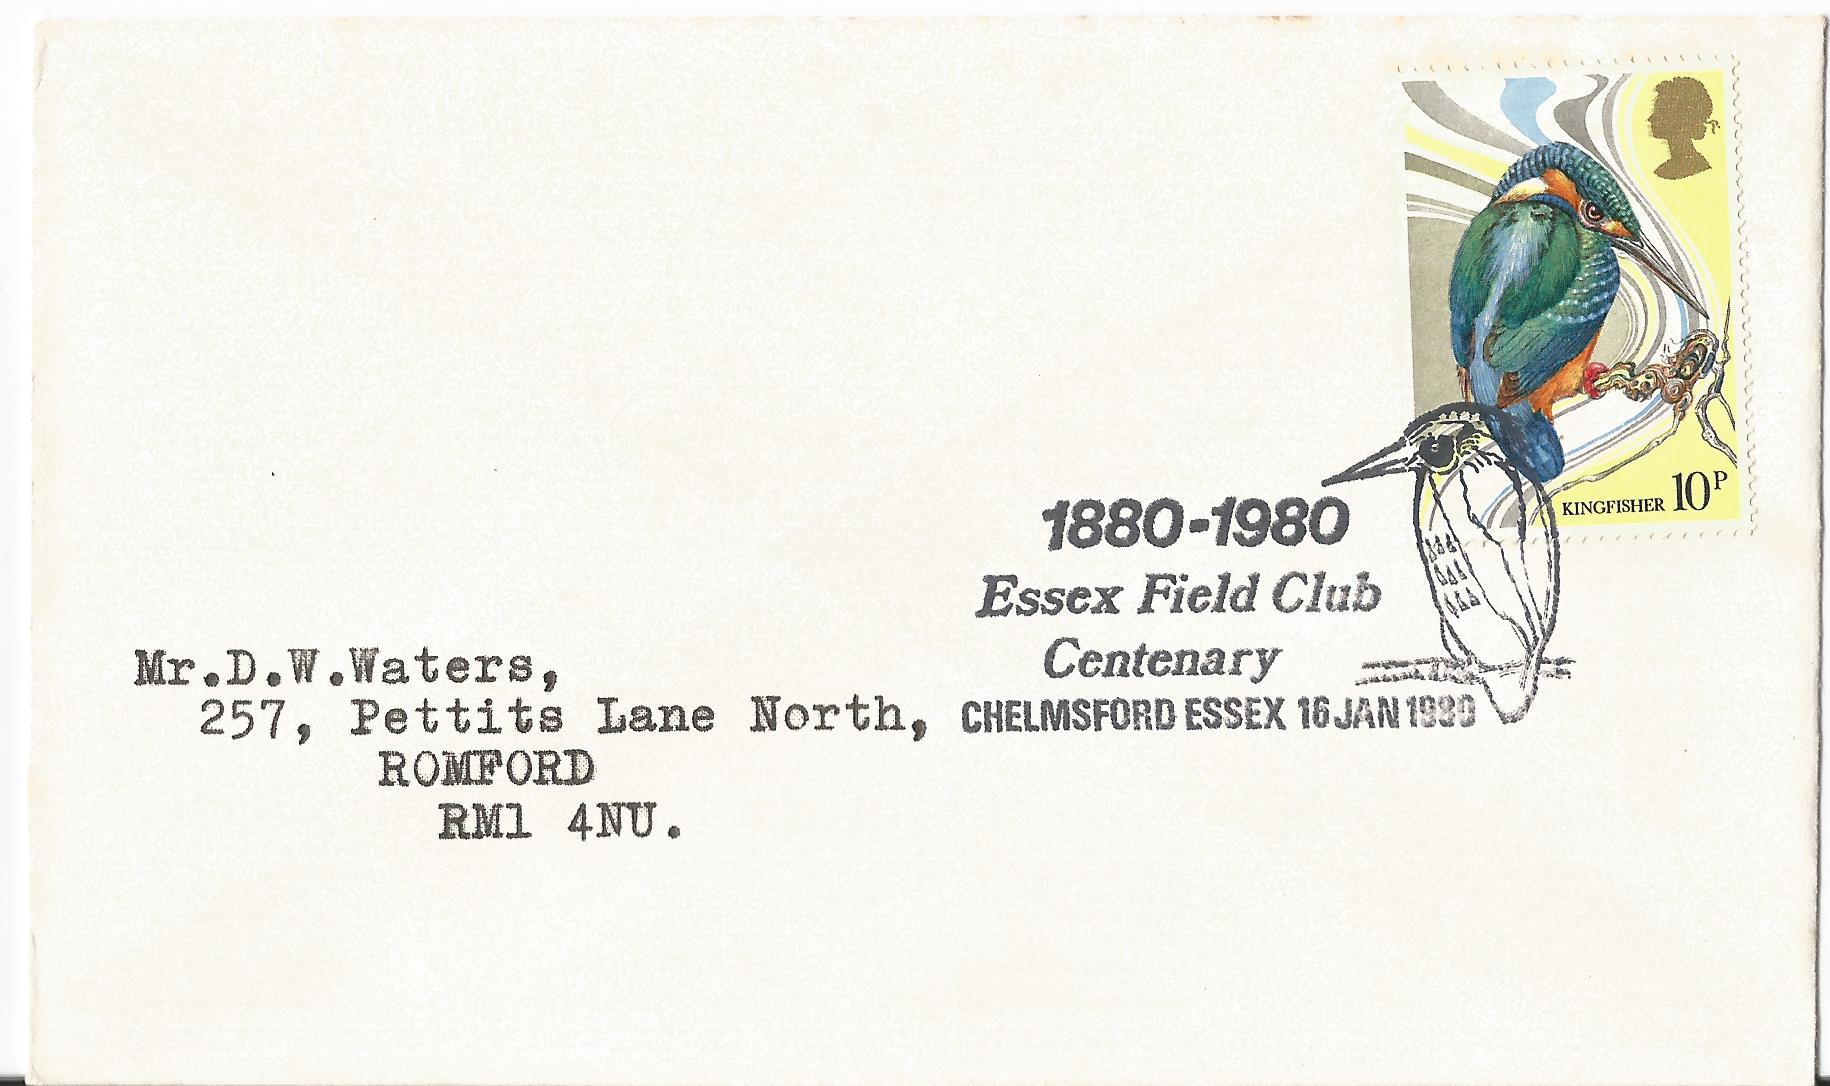 KINGFISHER 10P
1880-1980
Essex Field Club
Centenary
CHELMSFORD ESSEX 16 JAN 1980
Mr.D.W.Waters,
257, Pettits Lane North,
ROMFORD
RM1 4NU.